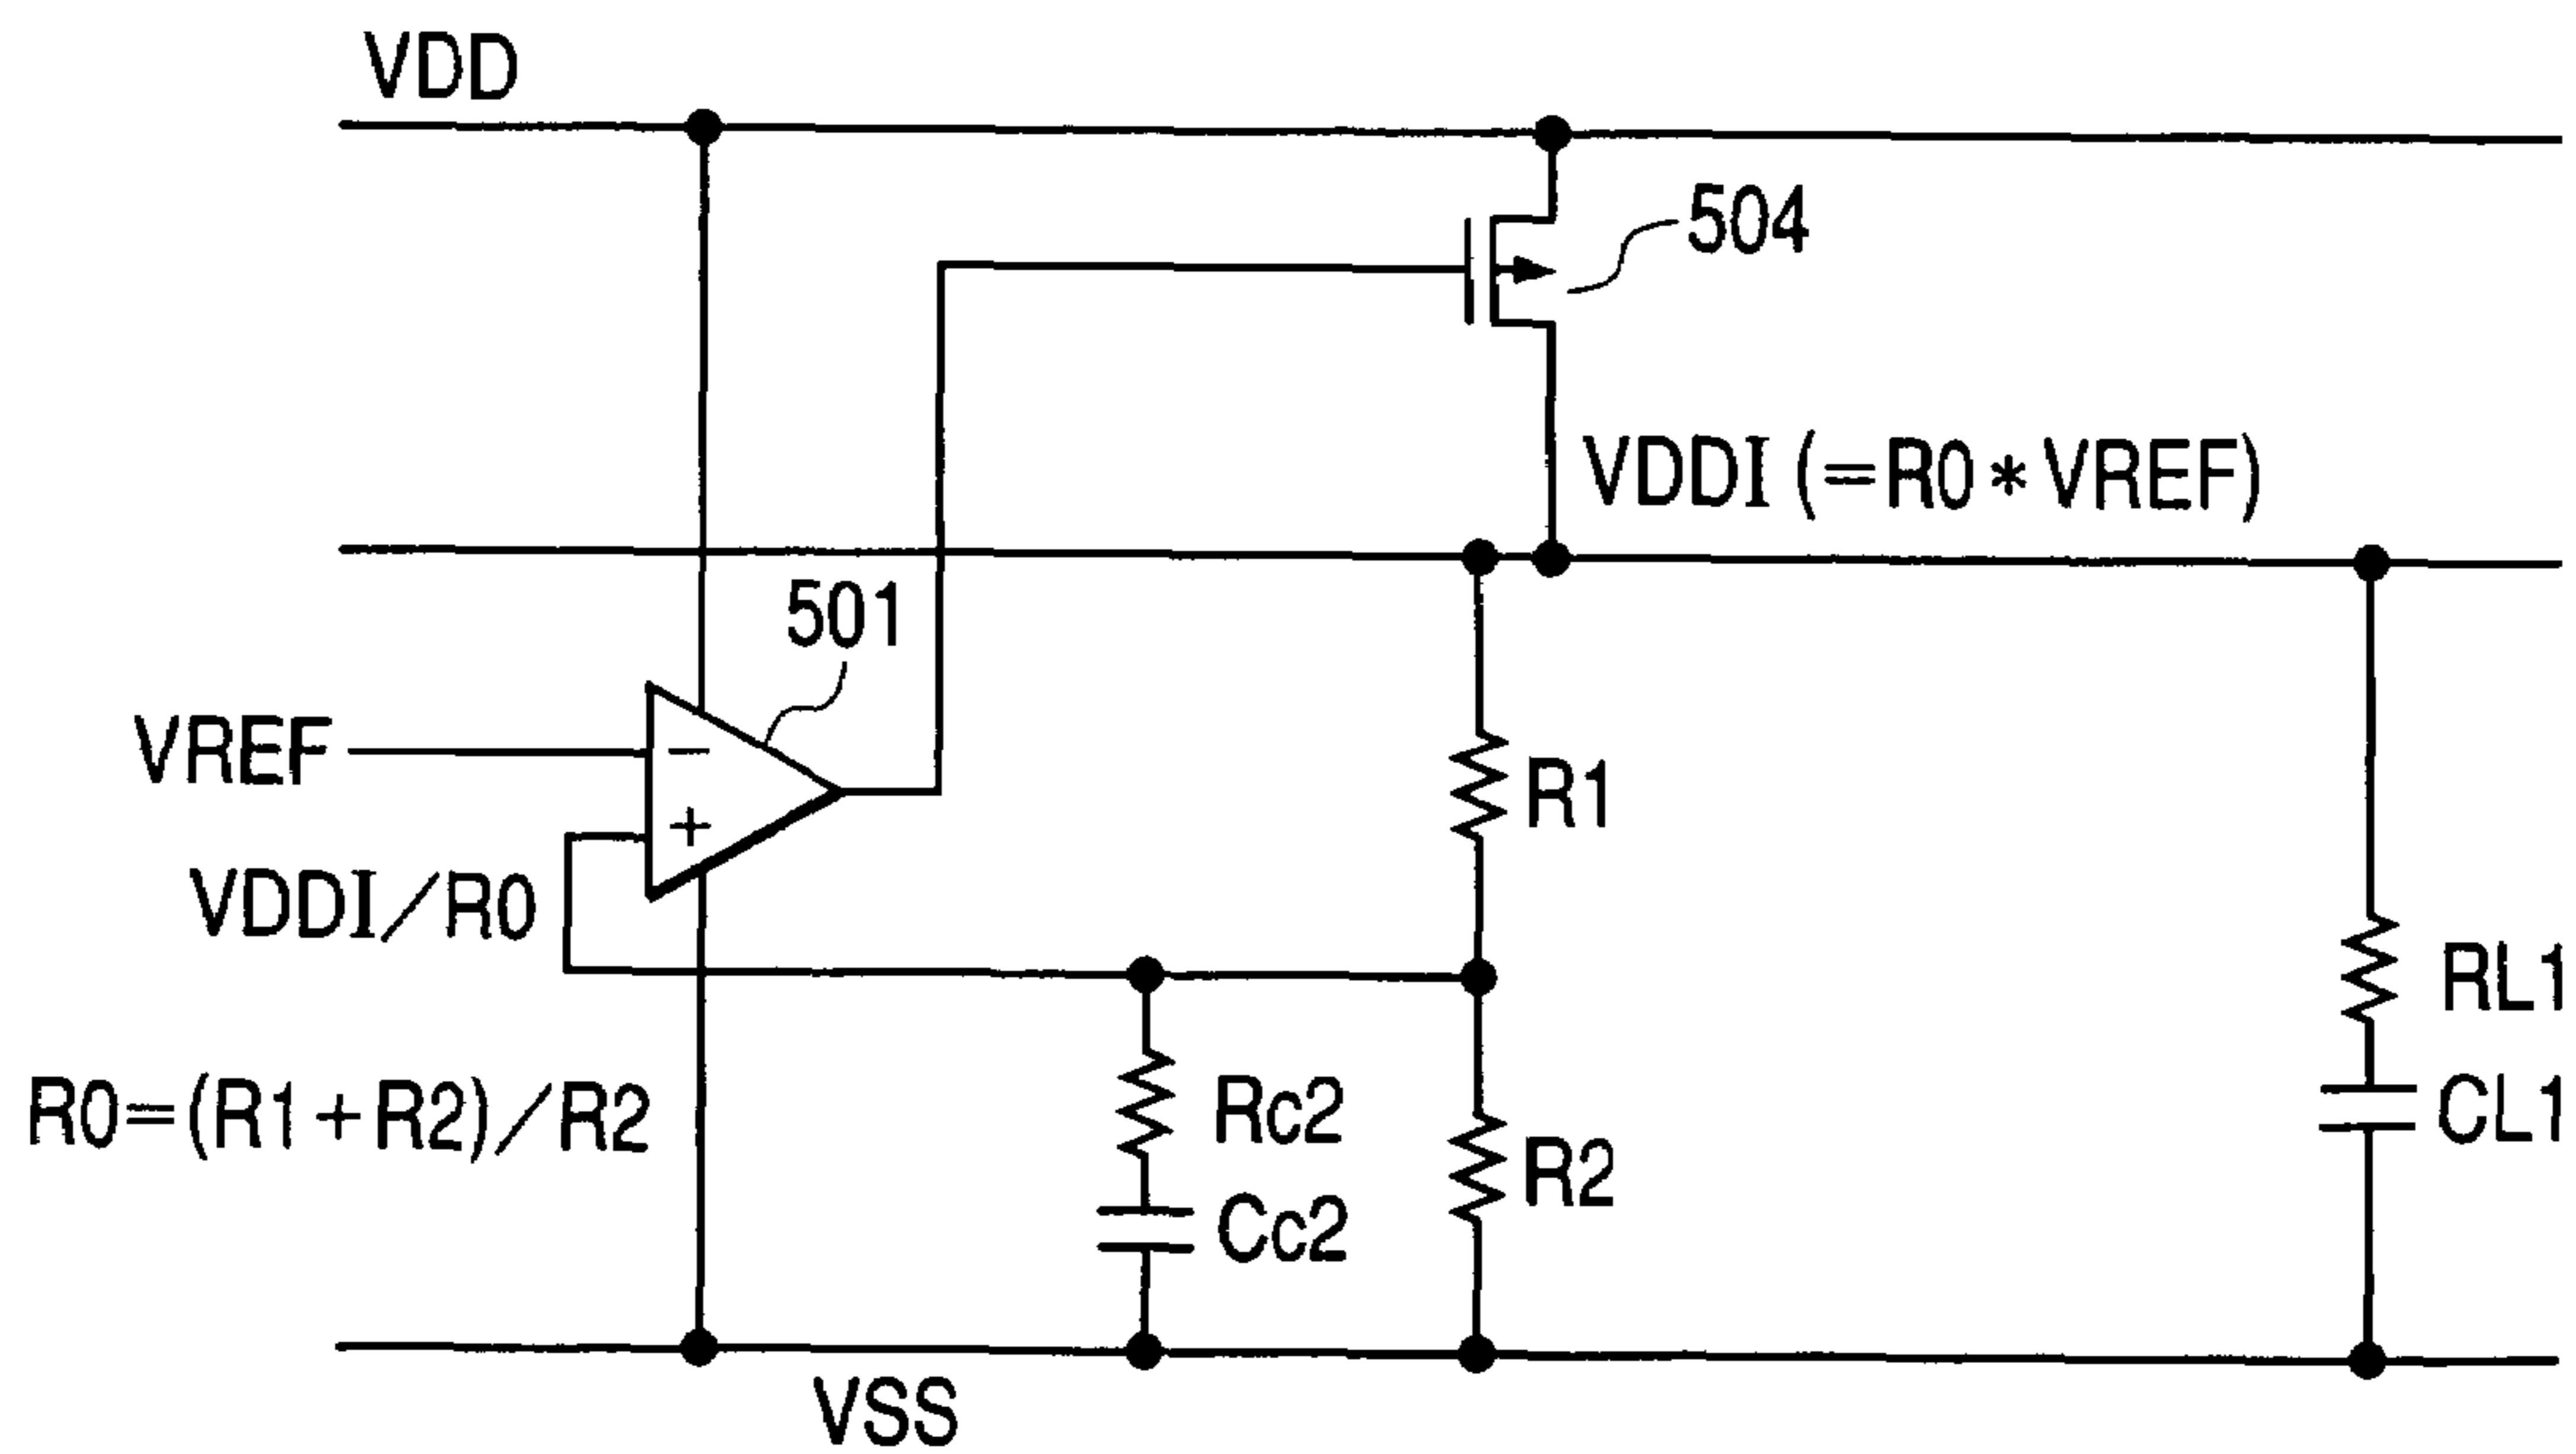 VDD
504
VDDI (=R0*VREF)
501
VREF
−
+
R1
VDDI/R0
RL1
R0=(R1+R2)/R2
Rc2
CL1
R2
Cc2
VSS